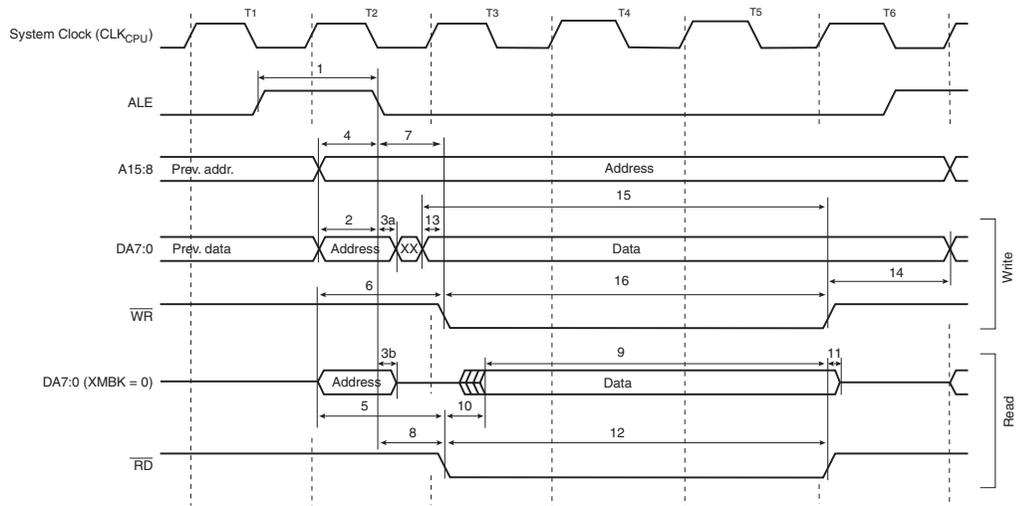 T1 T2 T3 T4 T5 T6
System Clock (CLKCPU)
1
ALE
4 7
A15:8 Prev. addr. Address
15
2 3a 13
DA7:0 Prev. data Address XX Data
14
6 16
WR
Write
3b 9 11
DA7:0 (XMBK = 0) Address Data
5 10
8 12
RD
Read